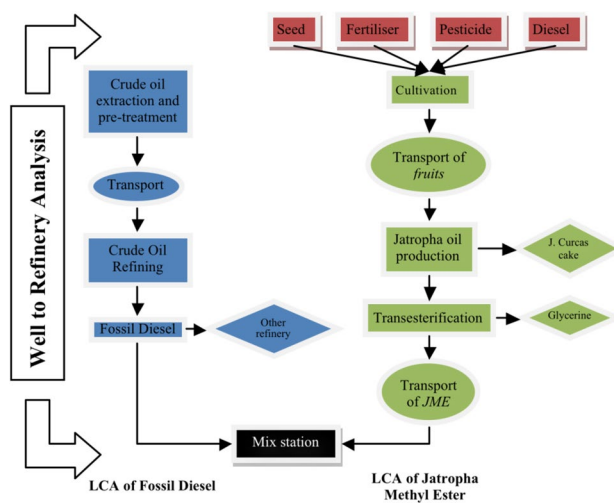 Seed
Fertiliser
Pesticide
Diesel
Crude oil
extraction and
pre-treatment
Cultivation
Transport of
fruits
Transport
Well to Refinery Analysis
Crude Oil
Refining
Jatropha oil
production
J. Curcas
cake
Fossil Diesel
Other
refinery
Transesterification
Glycerine
Transport
of JME
Mix station
LCA of Fossil Diesel
LCA of Jatropha
Methyl Ester